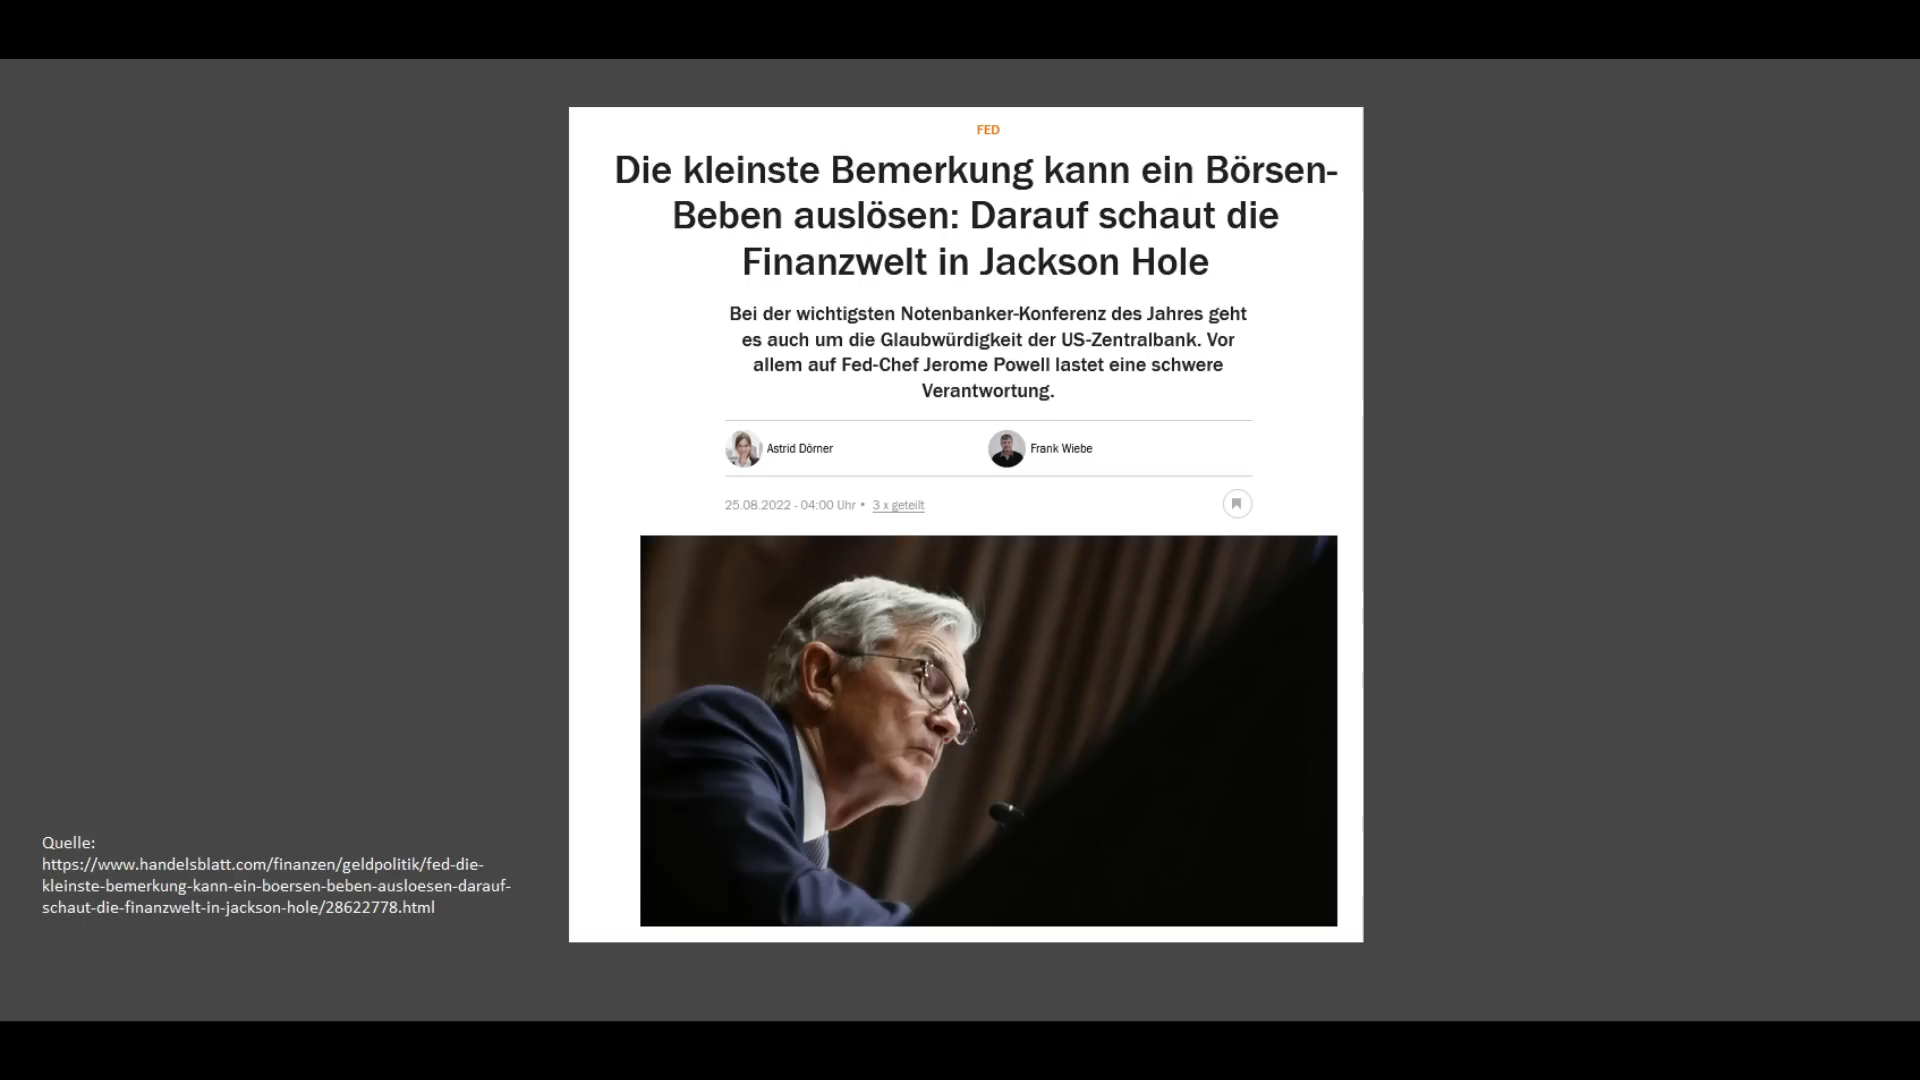 FED
Die kleinste Bemerkung kann ein Börsen-
Beben auslösen: Darauf schaut die
Finanzwelt in Jackson Hole
Bei der wichtigsten Notenbanker-Konferenz des Jahres geht
es auch um die Glaubwürdigkeit der US-Zentralbank. Vor
allem auf Fed-Chef Jerome Powell lastet eine schwere
Verantwortung.
Astrid Dörner
Frank Wiebe
25.08.2022 - 04:00 Uhr • 3 x geteilt
Quelle:
https://www.handelsblatt.com/finanzen/geldpolitik/fed-die-
kleinste-bemerkung-kann-ein-boersen-beben-ausloesen-darauf-
schaut-die-finanzwelt-in-jackson-hole/28622778.html